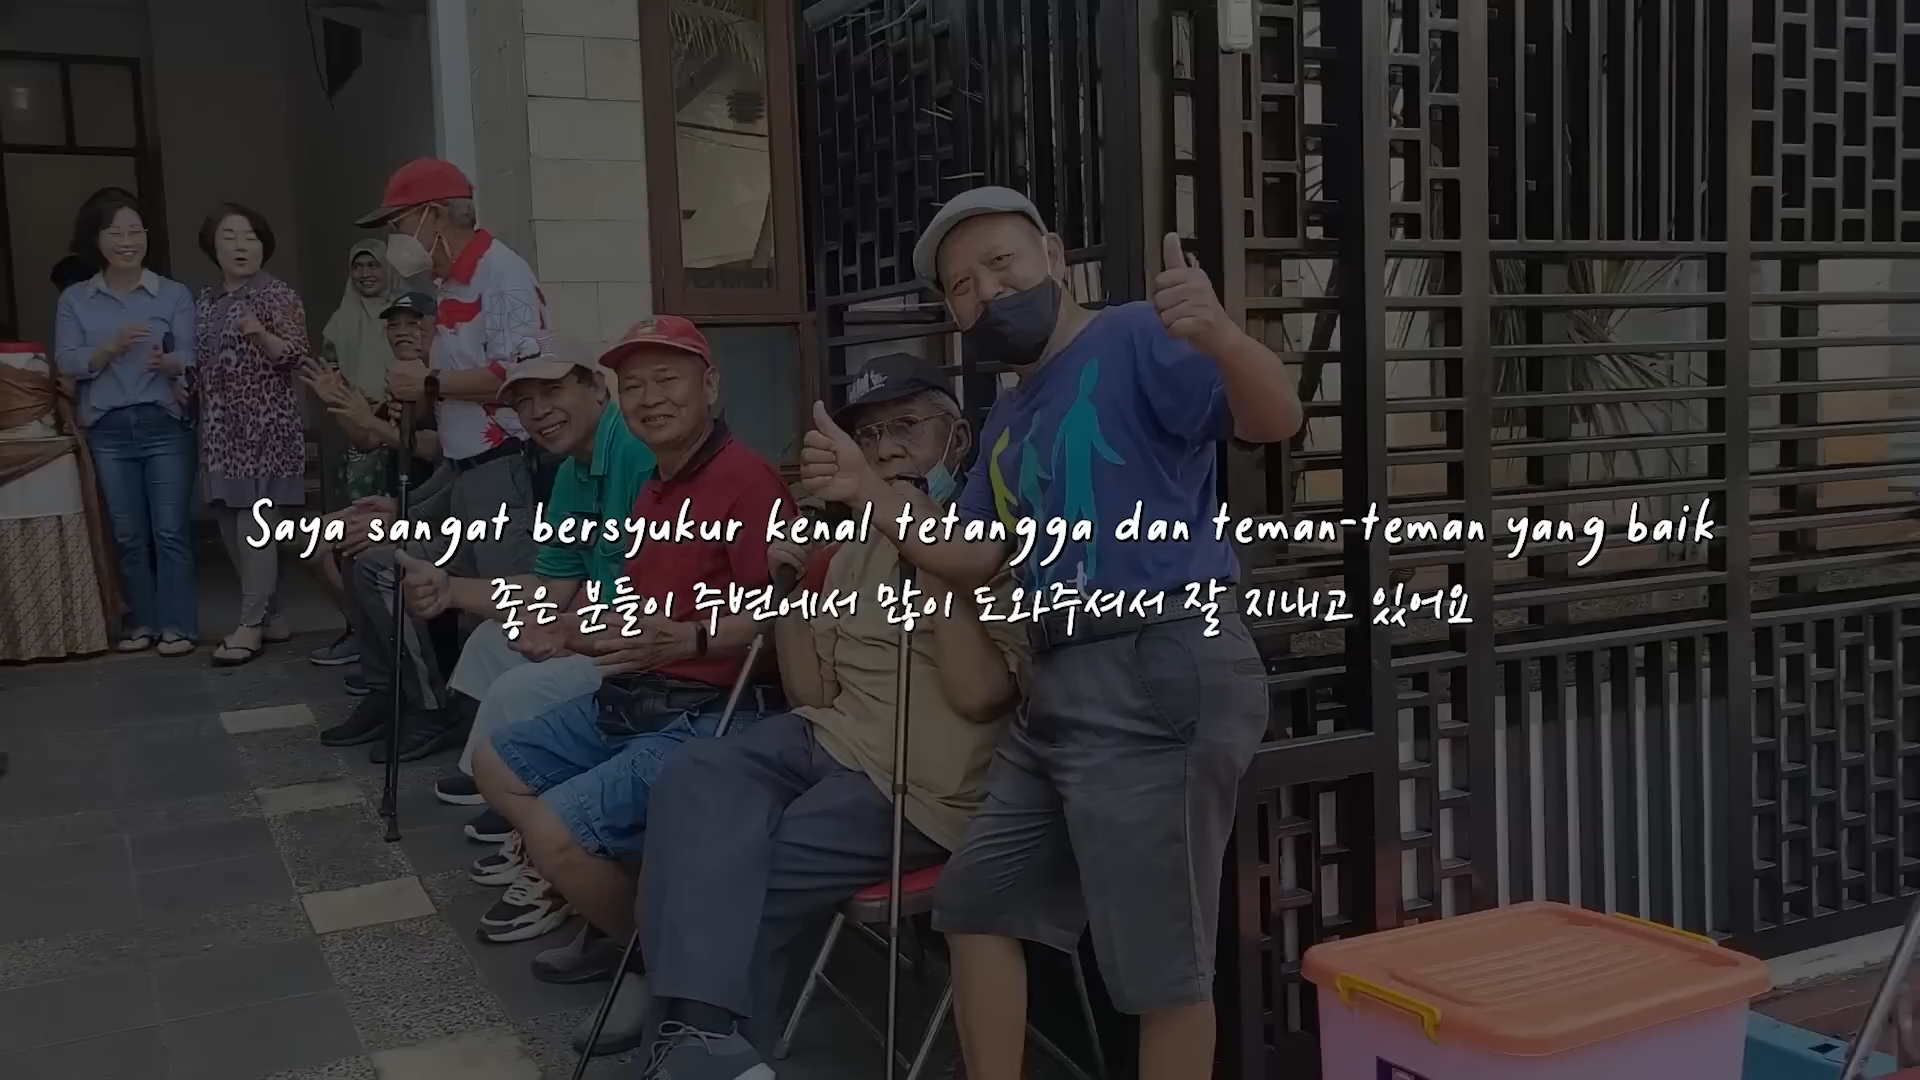 Saya sangat bersyukur kenal tetangga dan teman-teman yang baik
좋은 분들이 주변에서 많이 도와주셔서 잘 지내고 있어요